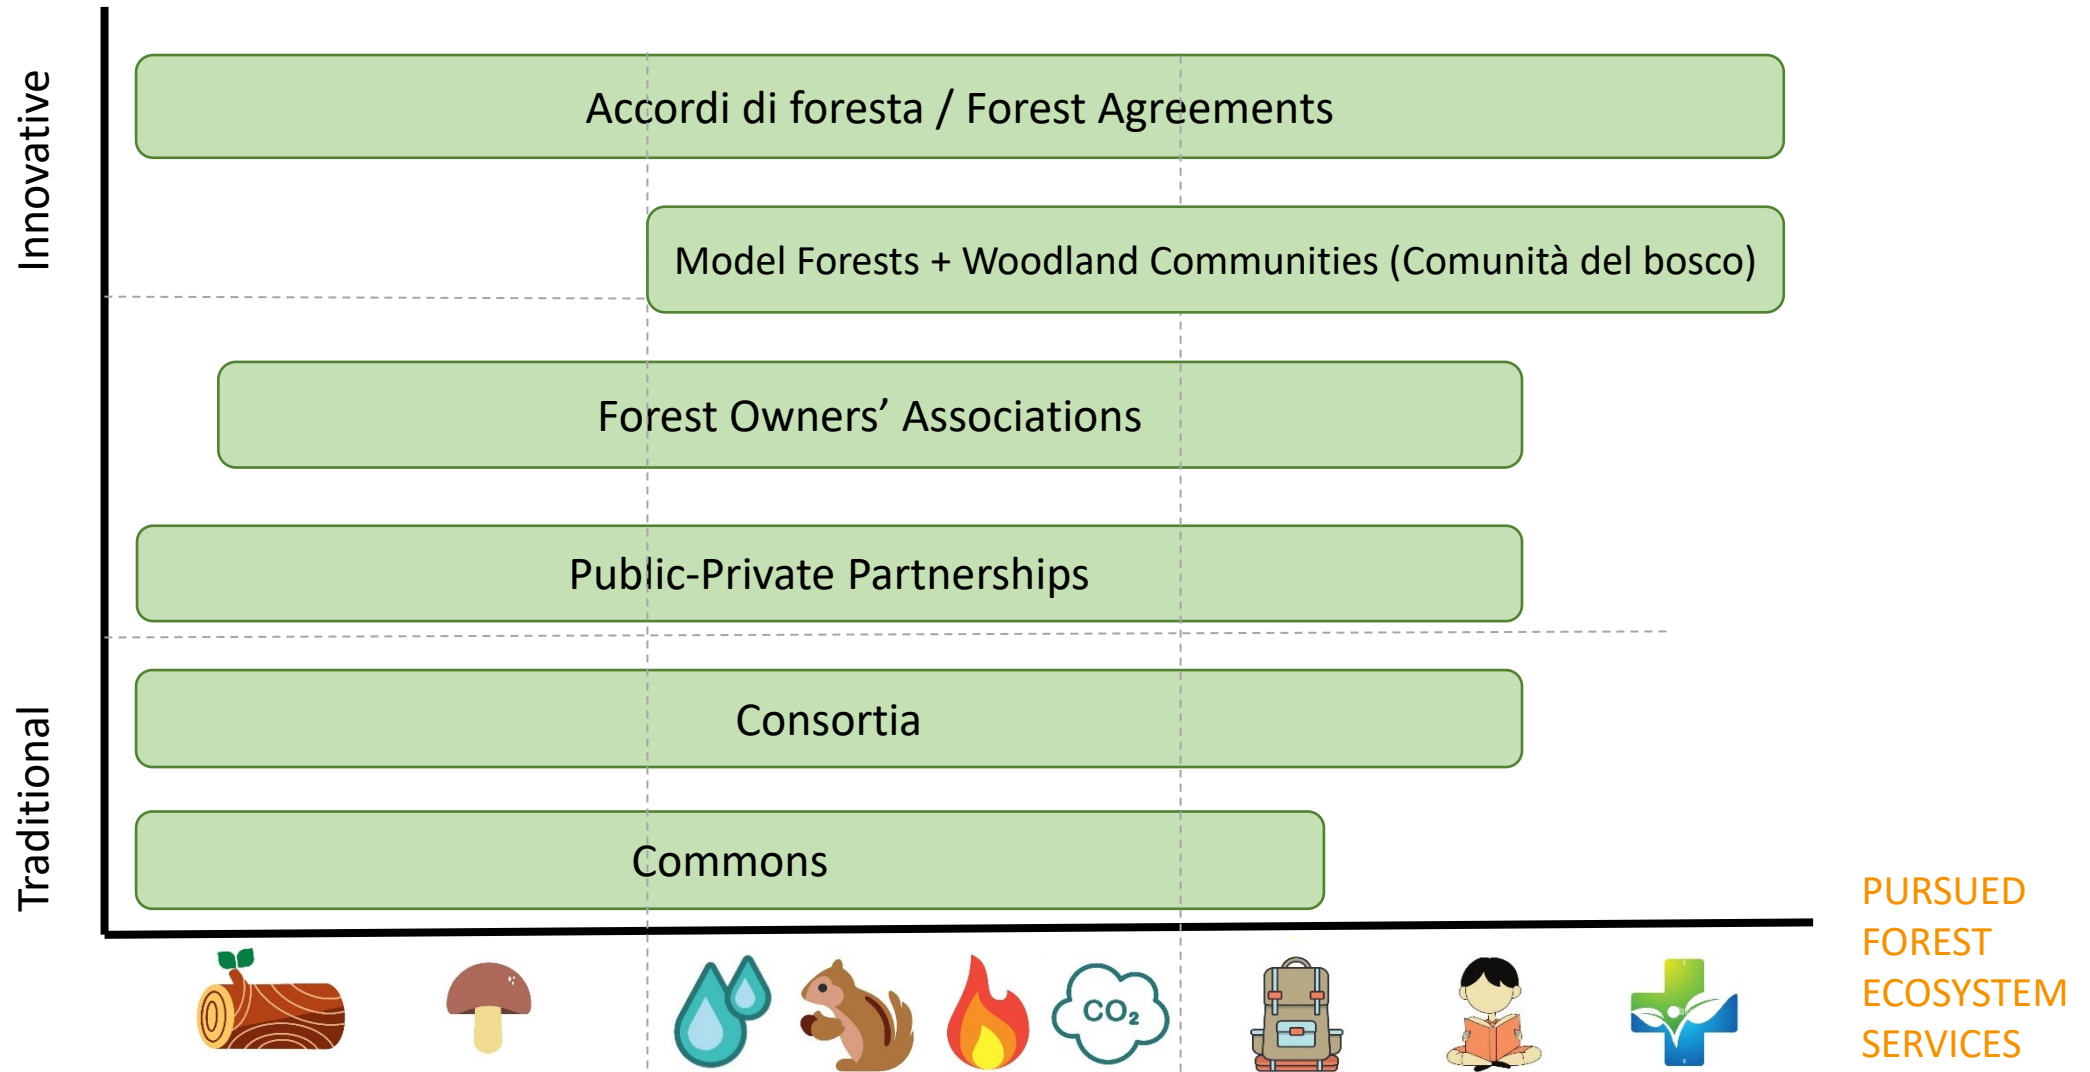 Innovative
Accordi di foresta / Forest Agreements
Model Forests + Woodland Communities (Comunità del bosco)
Forest Owners’ Associations
Public-Private Partnerships
Traditional
Consortia
Commons
CO₂
PURSUED
FOREST
ECOSYSTEM
SERVICES